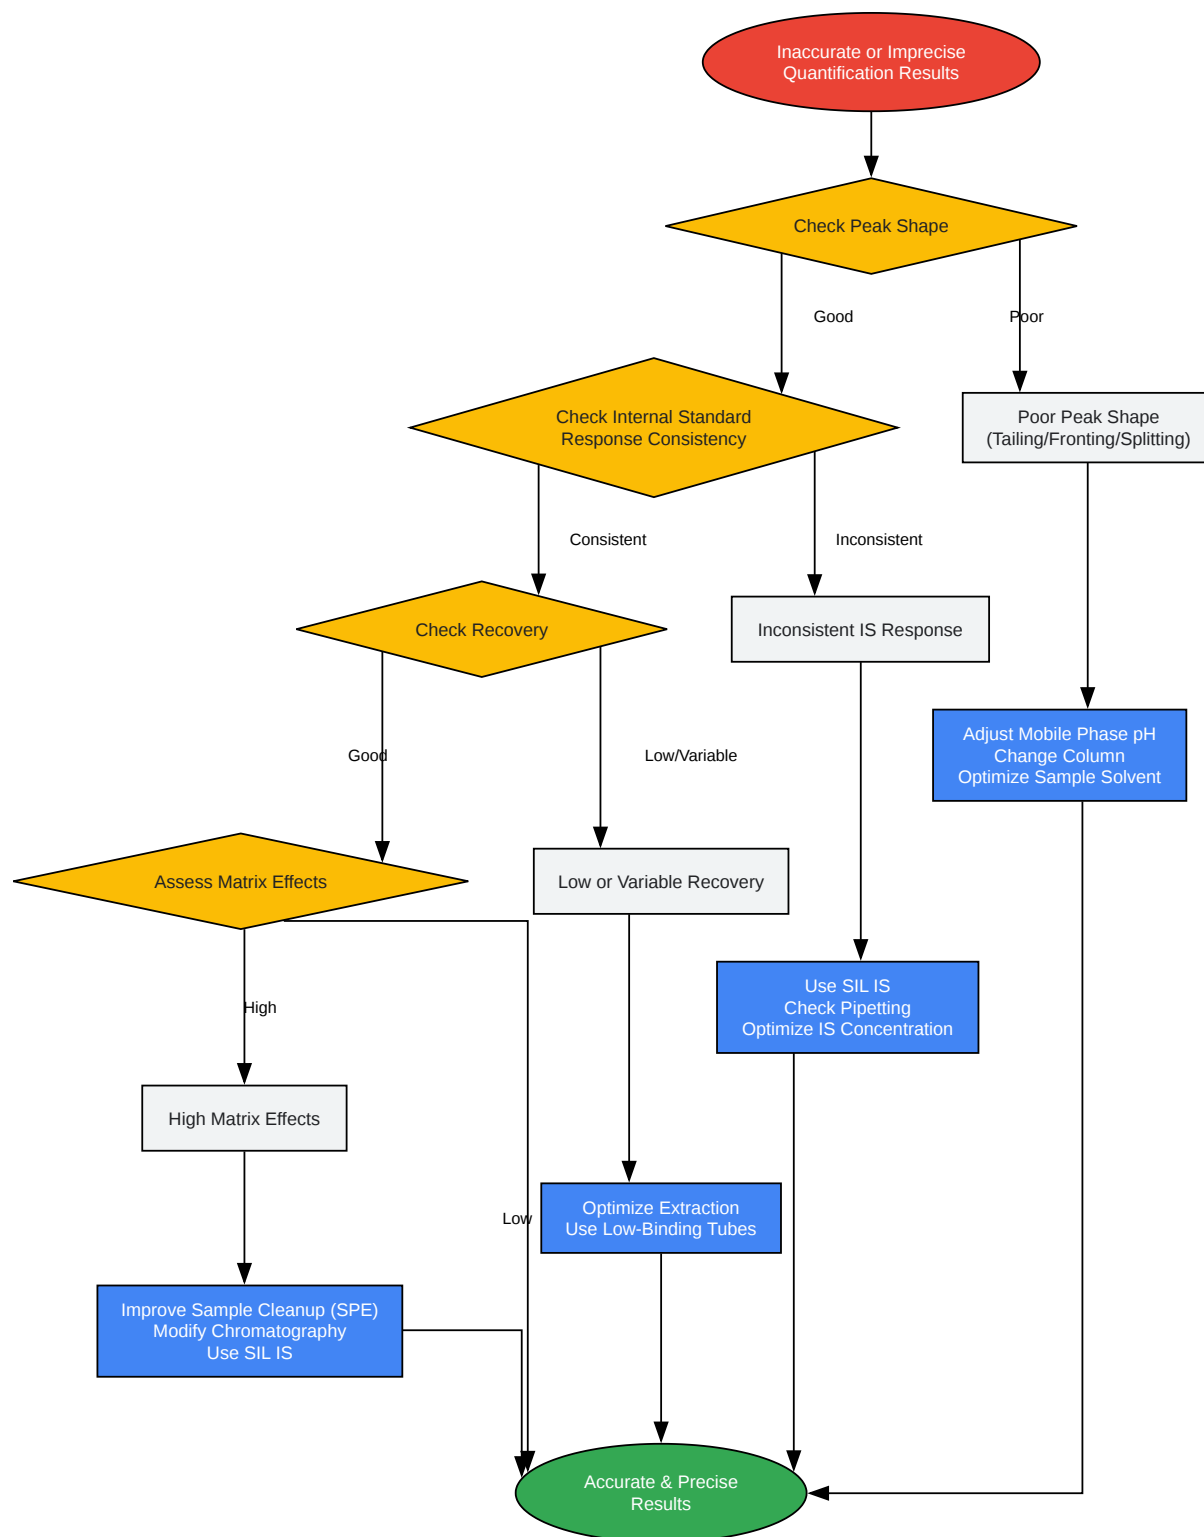 Inaccurate or Imprecise
Quantification Results
Check Peak Shape
Good
Poor
Check Internal Standard
Response Consistency
Poor Peak Shape
(Tailing/Fronting/Splitting)
Consistent
Inconsistent
Check Recovery
Inconsistent IS Response
Good
Low/Variable
Adjust Mobile Phase pH
Change Column
Optimize Sample Solvent
Assess Matrix Effects
Low or Variable Recovery
High
Use SIL IS
Check Pipetting
Optimize IS Concentration
High Matrix Effects
Low
Optimize Extraction
Use Low-Binding Tubes
Improve Sample Cleanup (SPE)
Modify Chromatography
Use SIL IS
Accurate & Precise
Results